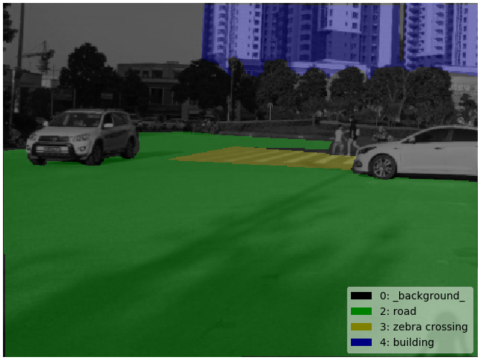 0: _background_
2: road
3: zebra crossing
4: building